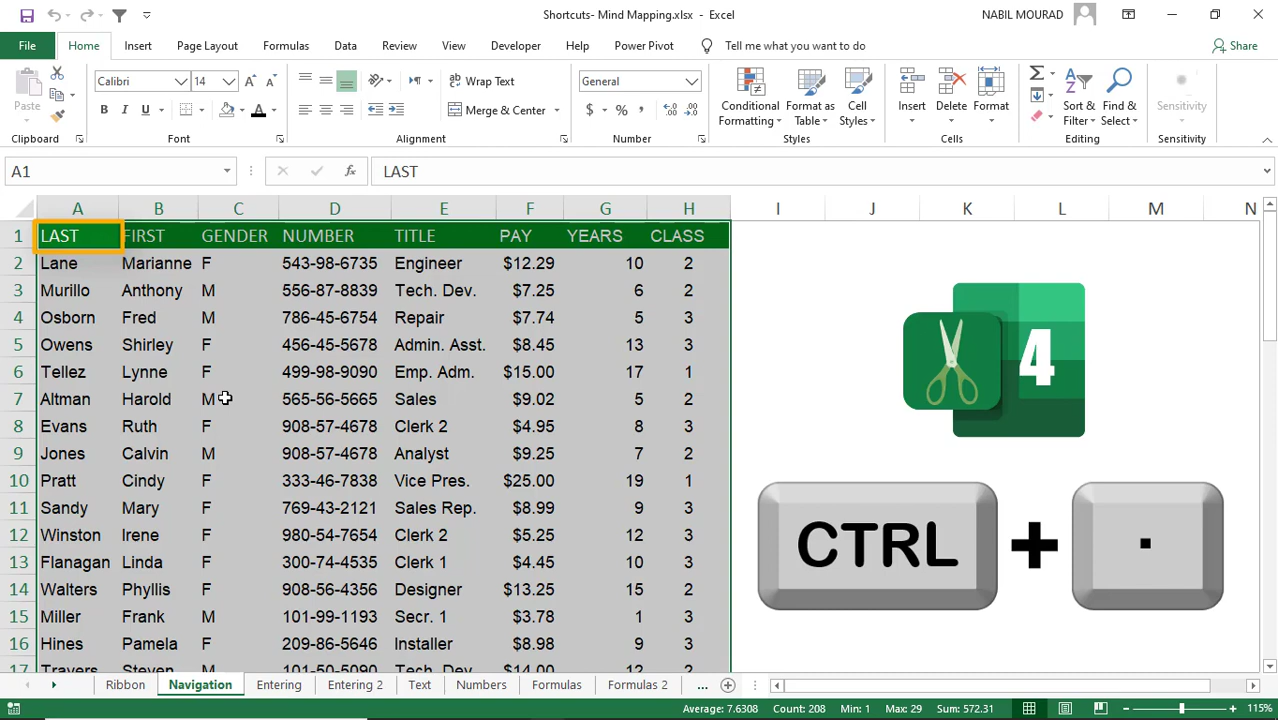 Shortcuts- Mind Mapping.xlsx - Excel
NABIL MOURAD
File Home Insert Page Layout Formulas Data Review View Developer Help Power Pivot Tell me what you want to do Share
Paste
Calibri 14
B I U A
Wrap Text
Merge & Center
General
$ % ,
Conditional Formatting
Format Table
Cell Styles
Insert
Delete
Format
Sort & Filter
Find & Select
Sensitivity
Clipboard Font Alignment Number Styles Cells Editing Sensitivity
A1 fx LAST
A B C D E F G H I J K L M N
1 LAST FIRST GENDER NUMBER TITLE PAY YEARS CLASS
2 Lane Marianne F 543-98-6735 Engineer $12.29 10 2
3 Murillo Anthony M 556-87-8839 Tech. Dev. $7.25 6 2
4 Osborn Fred M 786-45-6754 Repair $7.74 5 3
5 Owens Shirley F 456-45-5678 Admin. Asst. $8.45 13 3
6 Tellez Lynne F 499-98-9090 Emp. Adm. $15.00 17 1
7 Altman Harold M 565-56-5665 Sales $9.02 5 2
8 Evans Ruth F 908-57-4678 Clerk 2 $4.95 8 3
9 Jones Calvin M 908-57-4678 Analyst $9.25 7 2
10 Pratt Cindy F 333-46-7838 Vice Pres. $25.00 19 1
11 Sandy Mary F 769-43-2121 Sales Rep. $8.99 9 3
12 Winston Irene F 980-54-7654 Clerk 2 $5.25 12 3
13 Flanagan Linda F 300-74-4535 Clerk 1 $4.45 10 3
14 Walters Phyllis F 908-56-4356 Designer $13.25 15 2
15 Miller Frank M 101-99-1193 Secr. 1 $3.78 1 3
16 Hines Pamela F 209-86-5646 Installer $8.98 9 3
17 Travers Steven M 101-50-5090 Tech. Dev. $14.00 12 2
4
CTRL + .
Ribbon Navigation Entering Entering 2 Text Numbers Formulas Formulas 2 ...
Average: 7.6308 Count: 208 Min: 1 Max: 29 Sum: 572.31 115%